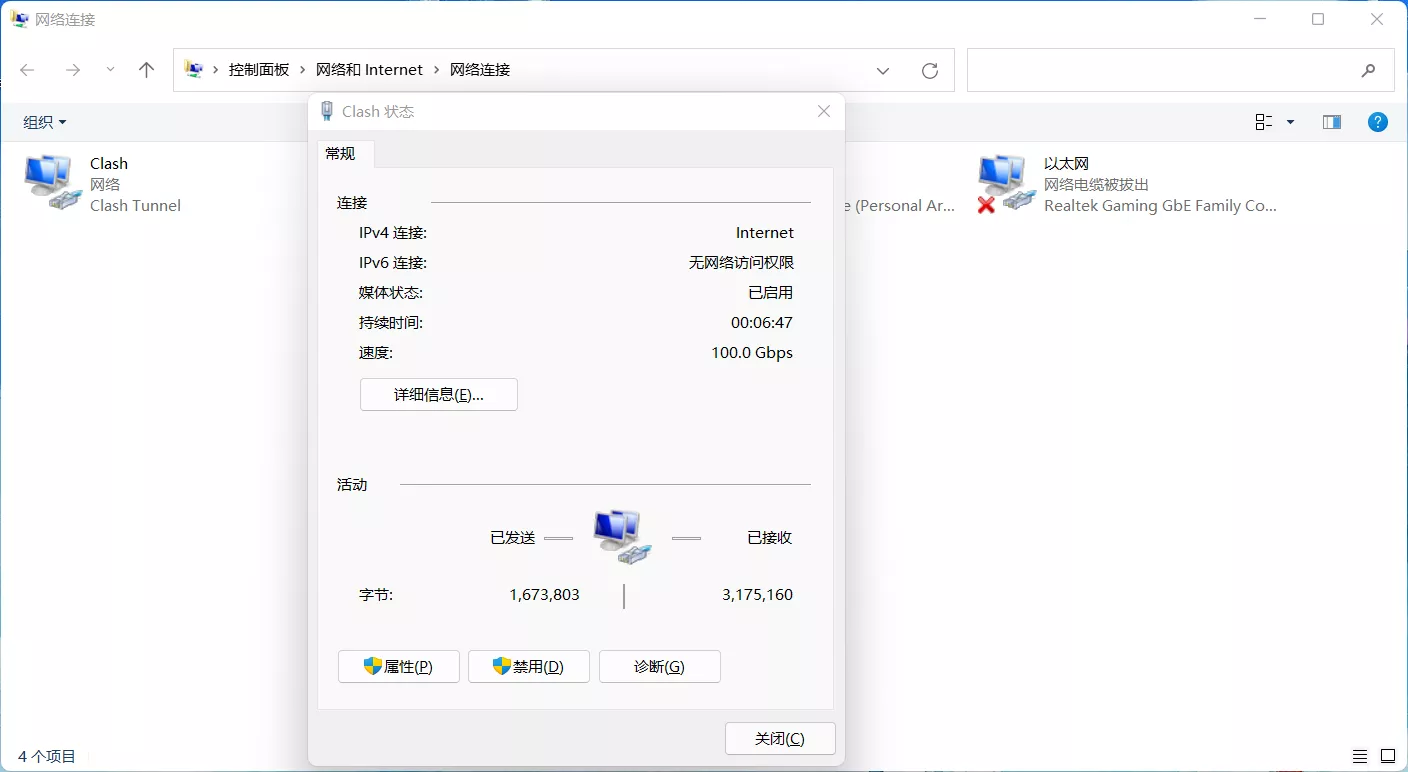 网络连接
控制面板 › 网络和 Internet › 网络连接
组织
Clash
网络
Clash Tunnel
e (Personal Ar...
以太网
网络电缆被拔出
Realtek Gaming GbE Family Co...
Clash 状态
常规
连接
IPv4 连接: Internet
IPv6 连接: 无网络访问权限
媒体状态: 已启用
持续时间: 00:06:47
速度: 100.0 Gbps
详细信息(E)...
活动
已发送 已接收
字节: 1,673,803 3,175,160
属性(P) 禁用(D) 诊断(G)
关闭(C)
4 个项目